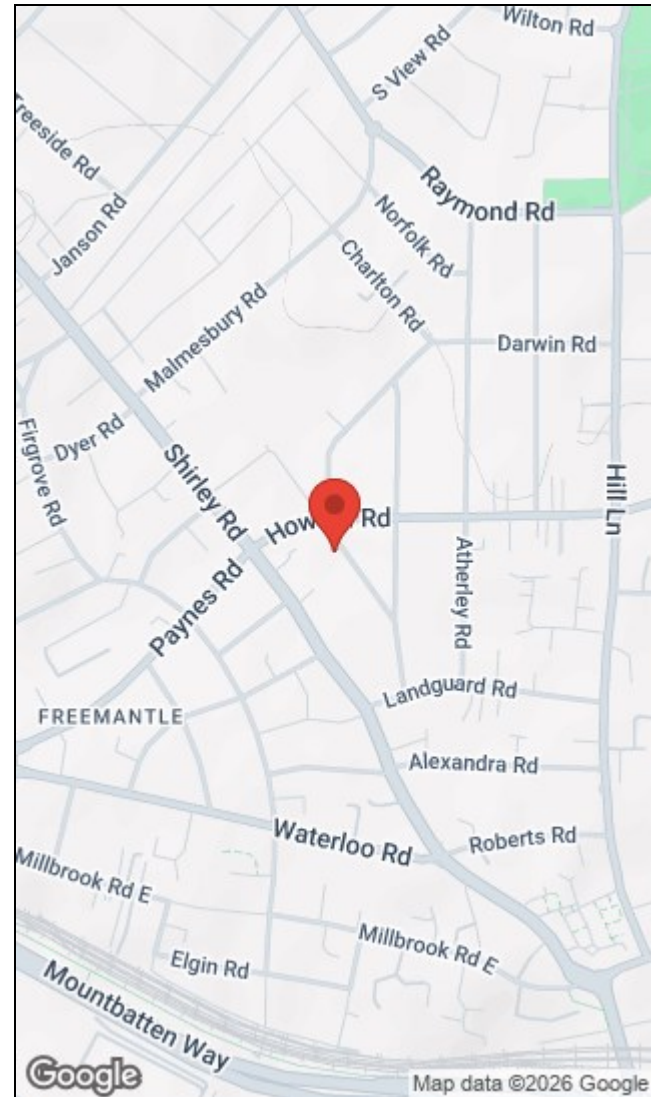 Wilton Rd
S View Rd
Raymond Rd
Janson Rd
Norfolk Rd
Charlton Rd
Malmesbury Rd
Darwin Rd
Dyer Rd
Firgrove Rd
Shirley Rd
Hill Ln
Rd
Paynes Rd
Atherley Rd
Landguard Rd
FREEMANTLE
Alexandra Rd
Waterloo Rd
Roberts Rd
Millbrook Rd E
Millbrook Rd E
Elgin Rd
Mountbatten Way
Google
Map data ©2026 Google